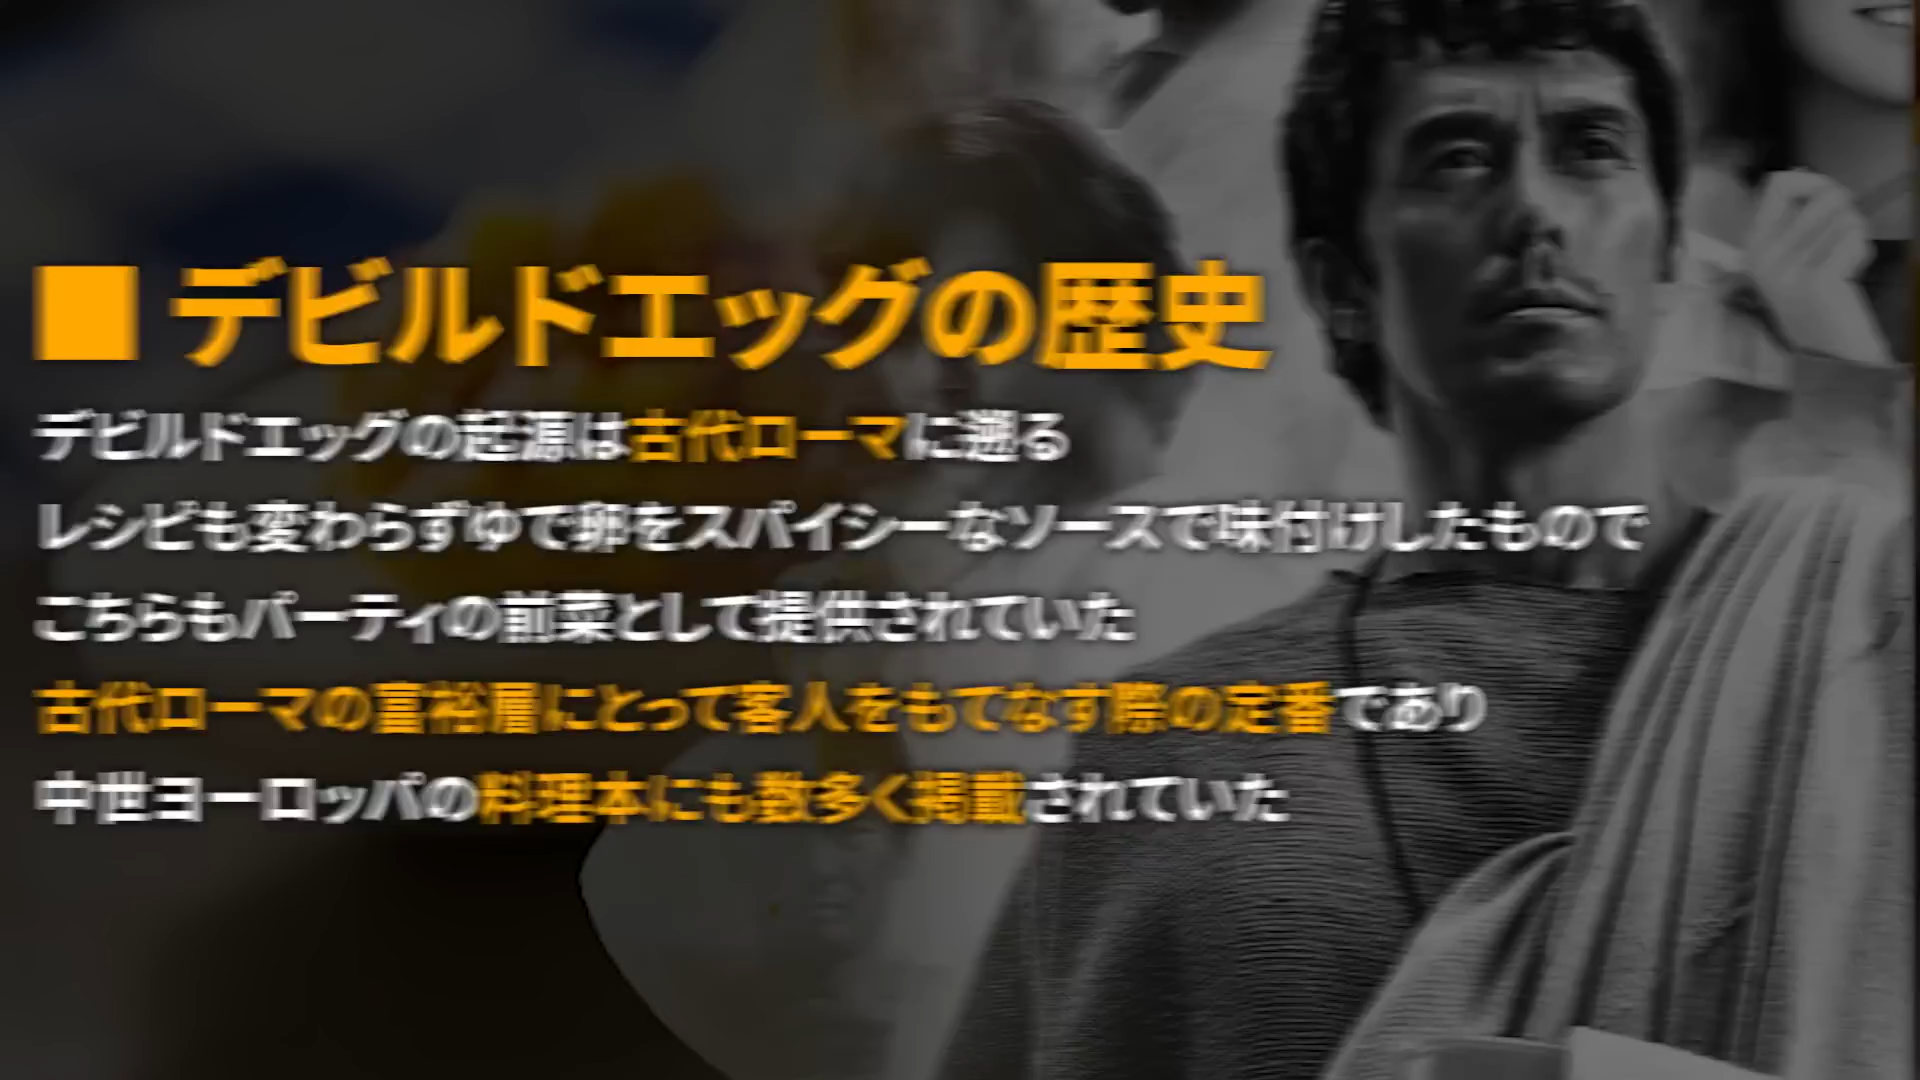 ■ デビルドエッグの歴史
デビルドエッグの起源は古代ローマに遡る
レシピも変わらずゆで卵をスパイシーなソースで味付けしたもので
こちらもパーティの前菜として提供されていた
古代ローマの富裕層にとって客人をもてなす際の定番であり
中世ヨーロッパの料理本にも数多く掲載されていた